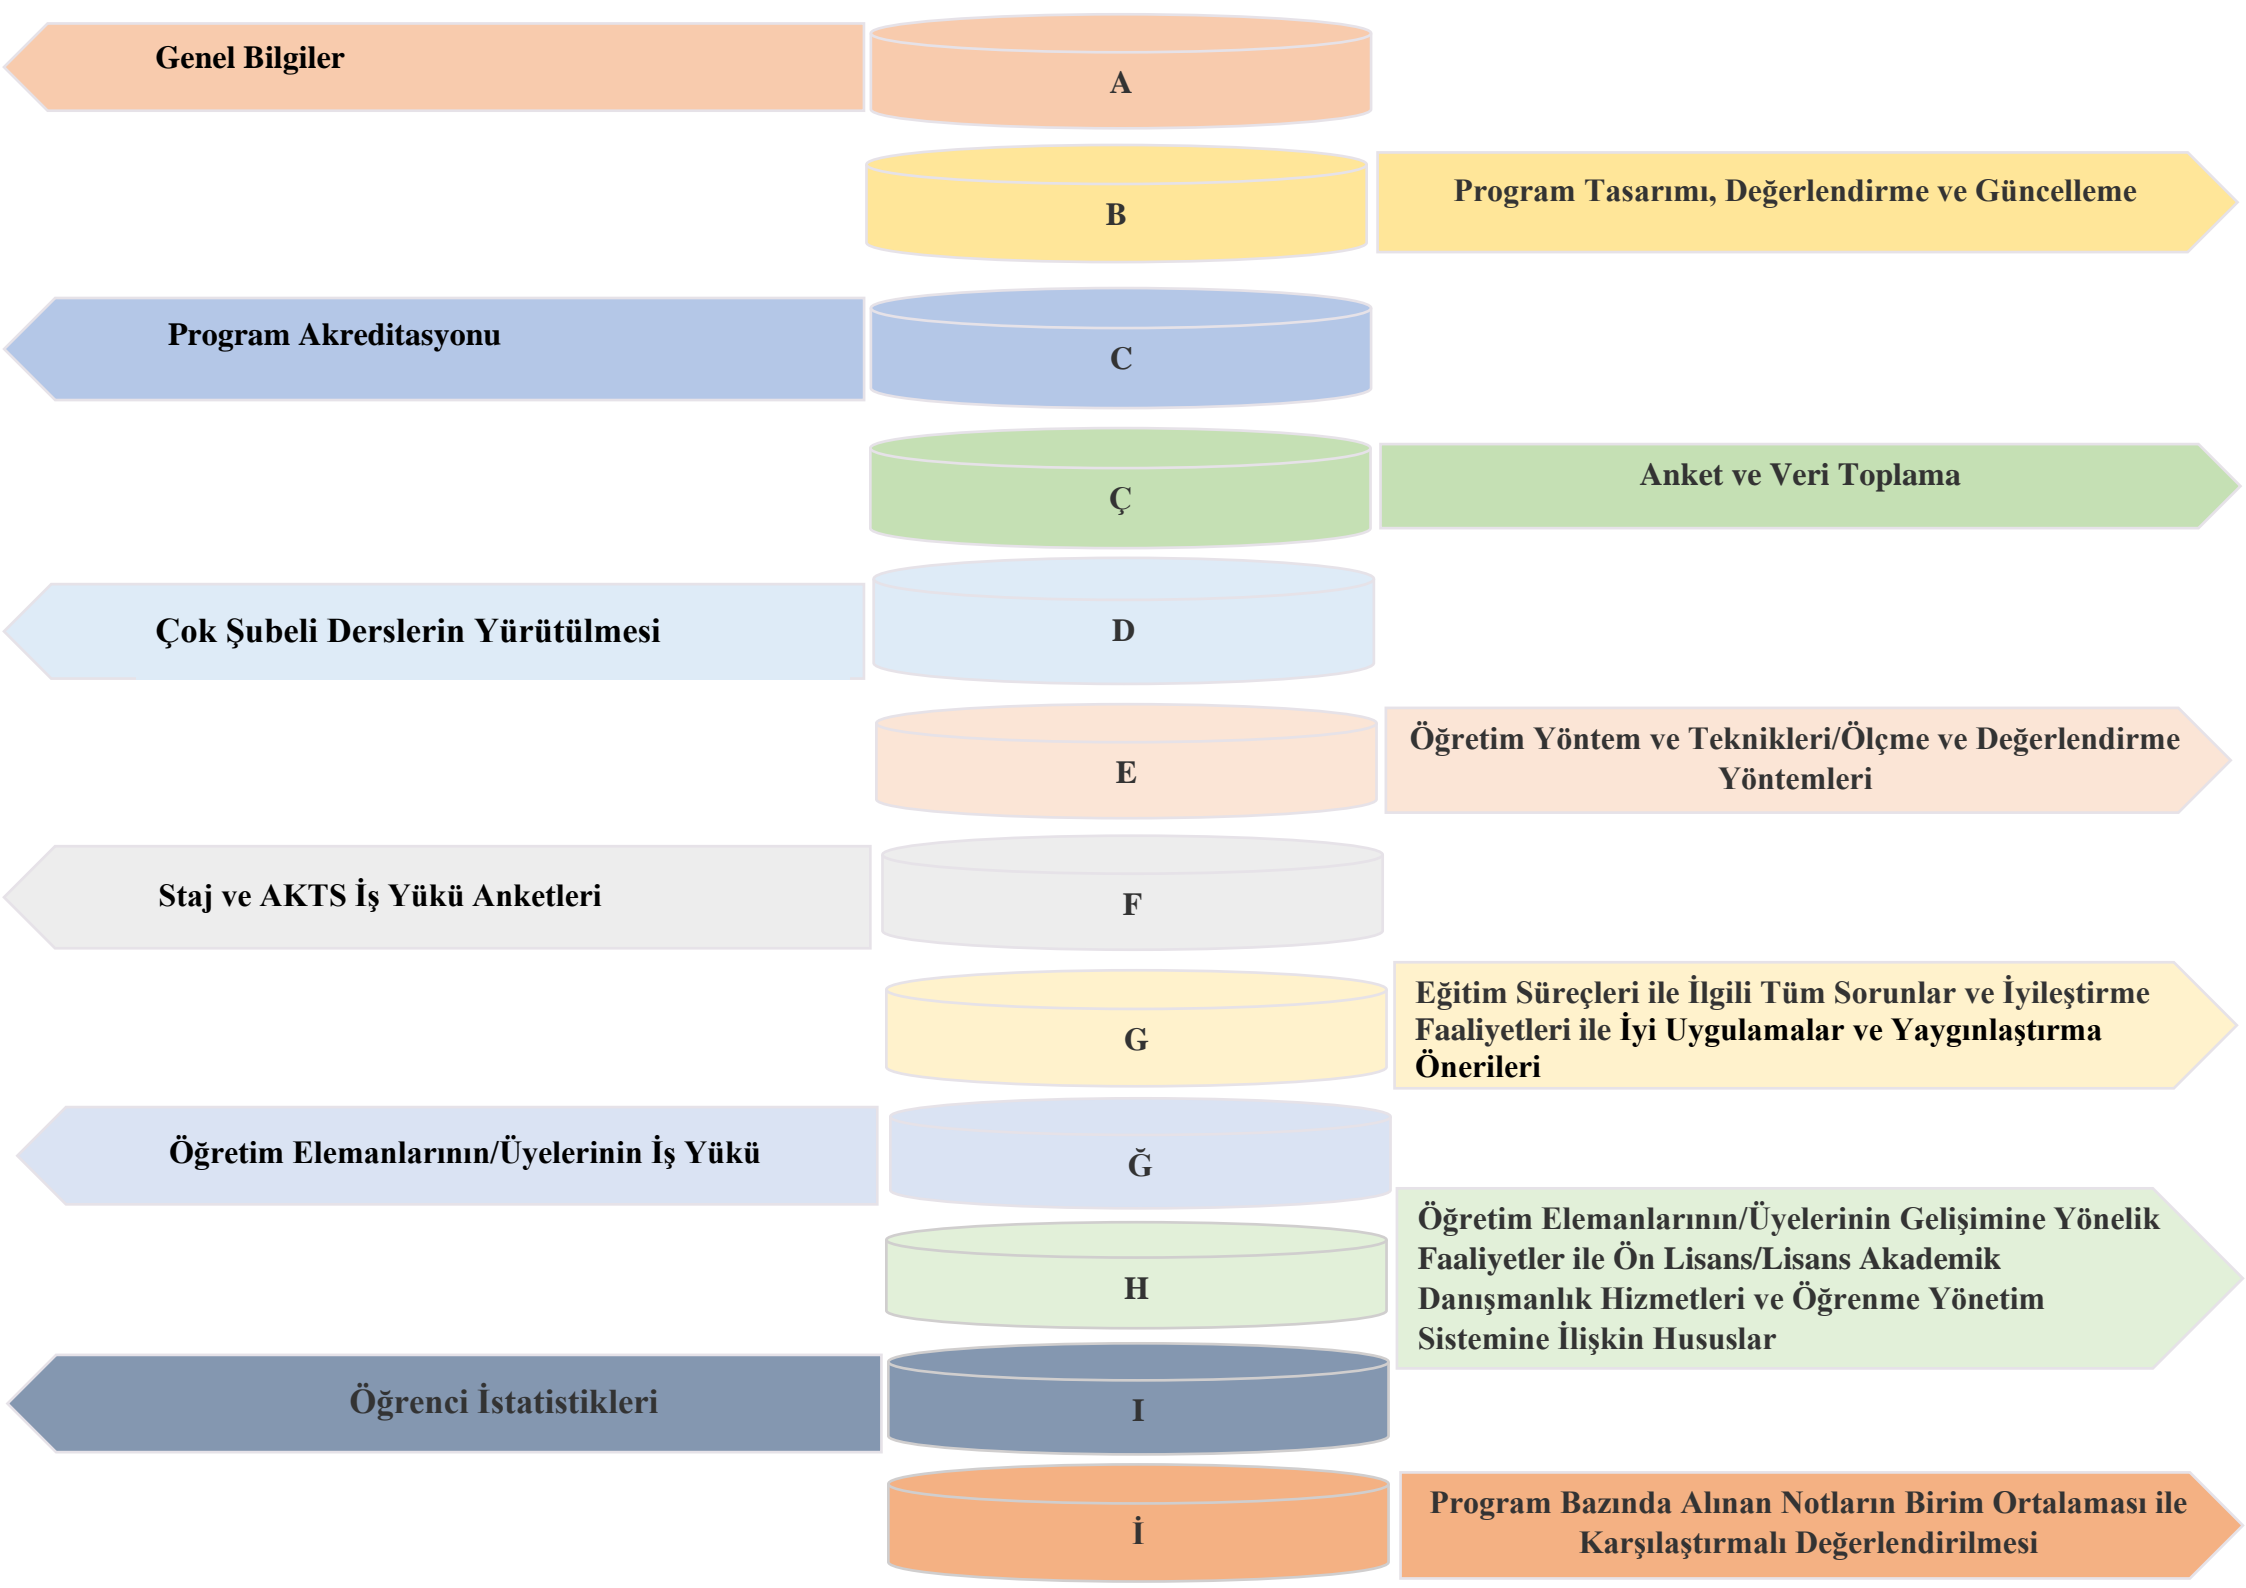 Genel Bilgiler
A
B
Program Tasarımı, Değerlendirme ve Güncelleme
Program Akreditasyonu
C
Ç
Anket ve Veri Toplama
Çok Şubeli Derslerin Yürütülmesi
D
E
Öğretim Yöntem ve Teknikleri/Ölçme ve Değerlendirme
Yöntemleri
Staj ve AKTS İş Yükü Anketleri
F
G
Eğitim Süreçleri ile İlgili Tüm Sorunlar ve İyileştirme
Faaliyetleri ile İyi Uygulamalar ve Yaygınlaştırma
Önerileri
Öğretim Elemanlarının/Üyelerinin İş Yükü
Ğ
H
Öğretim Elemanlarının/Üyelerinin Gelişimine Yönelik
Faaliyetler ile Ön Lisans/Lisans Akademik
Danışmanlık Hizmetleri ve Öğrenme Yönetim
Sistemine İlişkin Hususlar
Öğrenci İstatistikleri
I
İ
Program Bazında Alınan Notların Birim Ortalaması ile
Karşılaştırmalı Değerlendirilmesi